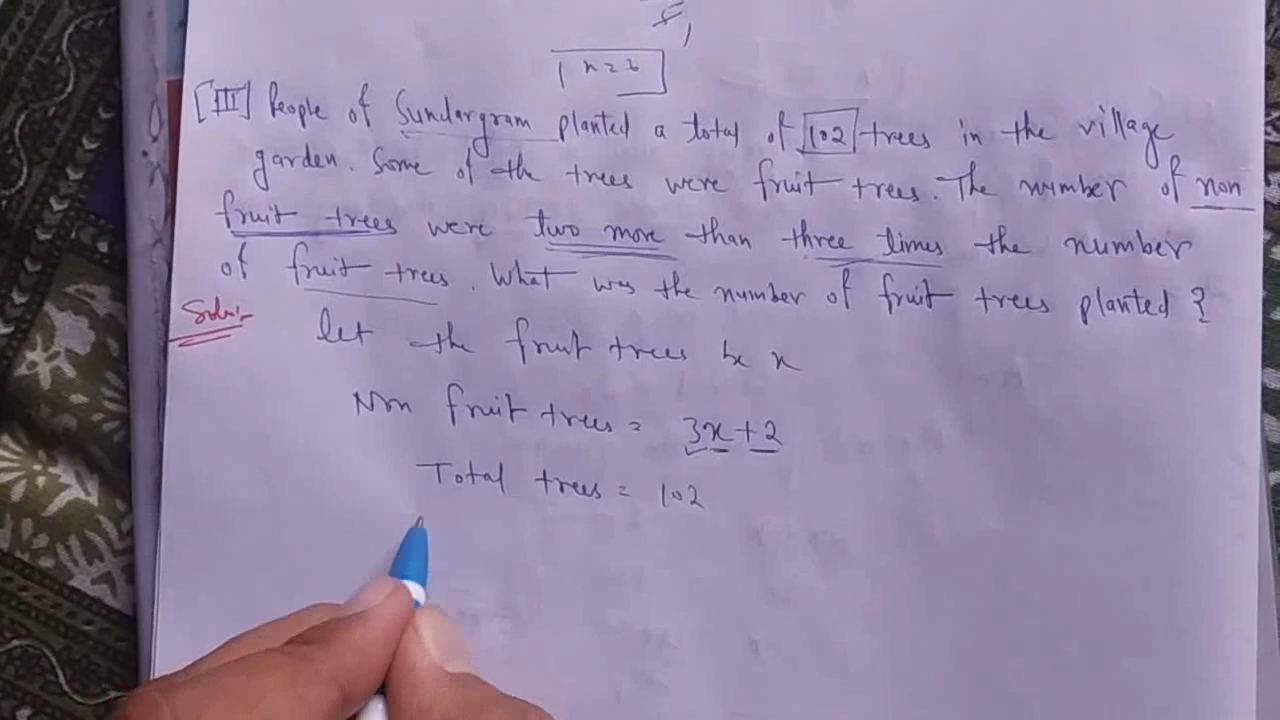 [III] People of Sundargram planted a total of 102 trees in the village
garden. Some of the trees were fruit trees. The number of non
fruit trees were two more than three times the number
of fruit trees. What was the number of fruit trees planted?
Soln:-
let the fruit trees be x
Non fruit trees = 3x+2
Total trees = 102